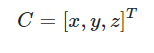 C = [x, y, z]^T